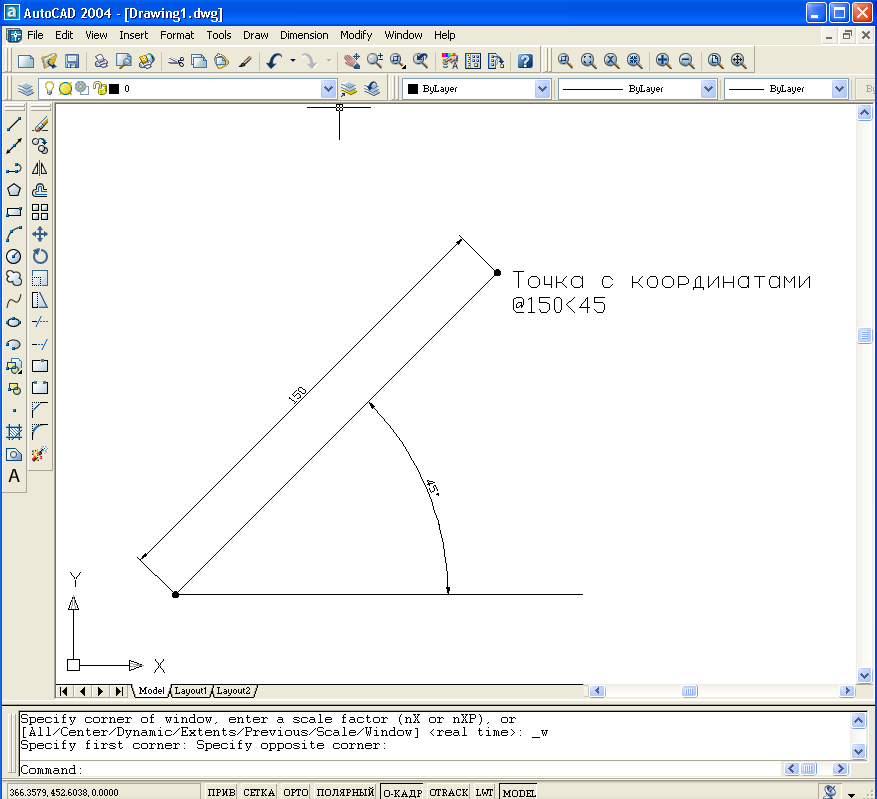 AutoCAD 2004 - [Drawing1.dwg]
File Edit View Insert Format Tools Draw Dimension Modify Window Help
0 ByLayer ByLayer ByLayer
Точка с координатами
@150<45
150
45°
Y
X
A
Model Layout1 Layout2
Specify corner of window, enter a scale factor (nX or nXP), or
[All/Center/Dynamic/Extents/Previous/Scale/Window] <real time>: _w
Specify first corner: Specify opposite corner:
Command:
366.3579, 452.6038, 0.0000 ПРИВ СЕТКА ОРТО ПОЛЯРНЫЙ О-КАДР OTRACK LWT MODEL